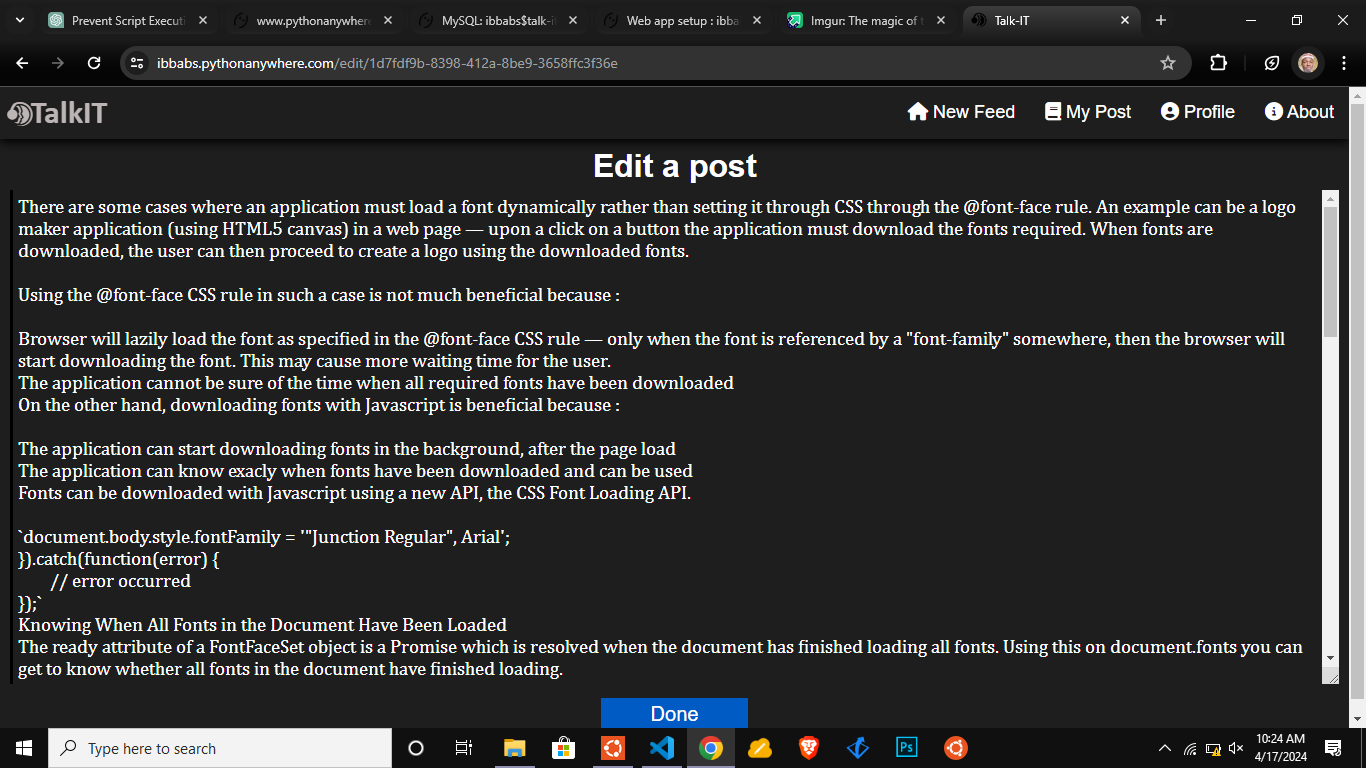 Prevent Script Executi
www.pythonanywhere
MySQL: ibbabs$talk-i
Web app setup : ibba
Imgur: The magic of t
Talk-IT
ibbabs.pythonanywhere.com/edit/1d7fdf9b-8398-412a-8be9-3658ffc3f36e
TalkIT
New Feed
My Post
Profile
About
Edit a post
There are some cases where an application must load a font dynamically rather than setting it through CSS through the @font-face rule. An example can be a logo
maker application (using HTML5 canvas) in a web page — upon a click on a button the application must download the fonts required. When fonts are
downloaded, the user can then proceed to create a logo using the downloaded fonts.
Using the @font-face CSS rule in such a case is not much beneficial because :
Browser will lazily load the font as specified in the @font-face CSS rule — only when the font is referenced by a "font-family" somewhere, then the browser will
start downloading the font. This may cause more waiting time for the user.
The application cannot be sure of the time when all required fonts have been downloaded
On the other hand, downloading fonts with Javascript is beneficial because :
The application can start downloading fonts in the background, after the page load
The application can know exacly when fonts have been downloaded and can be used
Fonts can be downloaded with Javascript using a new API, the CSS Font Loading API.
`document.body.style.fontFamily = '"Junction Regular", Arial';
}).catch(function(error) {
// error occurred
});`
Knowing When All Fonts in the Document Have Been Loaded
The ready attribute of a FontFaceSet object is a Promise which is resolved when the document has finished loading all fonts. Using this on document.fonts you can
get to know whether all fonts in the document have finished loading.
Done
Type here to search
Ps
10:24 AM
4/17/2024